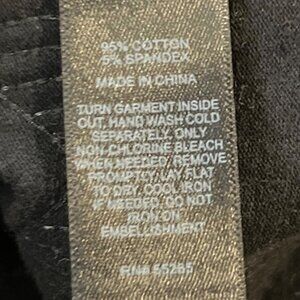 95% COTTON
5% SPANDEX
MADE IN CHINA
TURN GARMENT INSIDE
OUT, HAND WASH COLD
SEPARATELY, ONLY
NON-CHLORINE BLEACH
WHEN NEEDED, REMOVE
PROMPTLY, LAY FLAT
TO DRY, COOL IRON
IF NEEDED. DO NOT
IRON ON
EMBELLISHMENT
RN# 55285